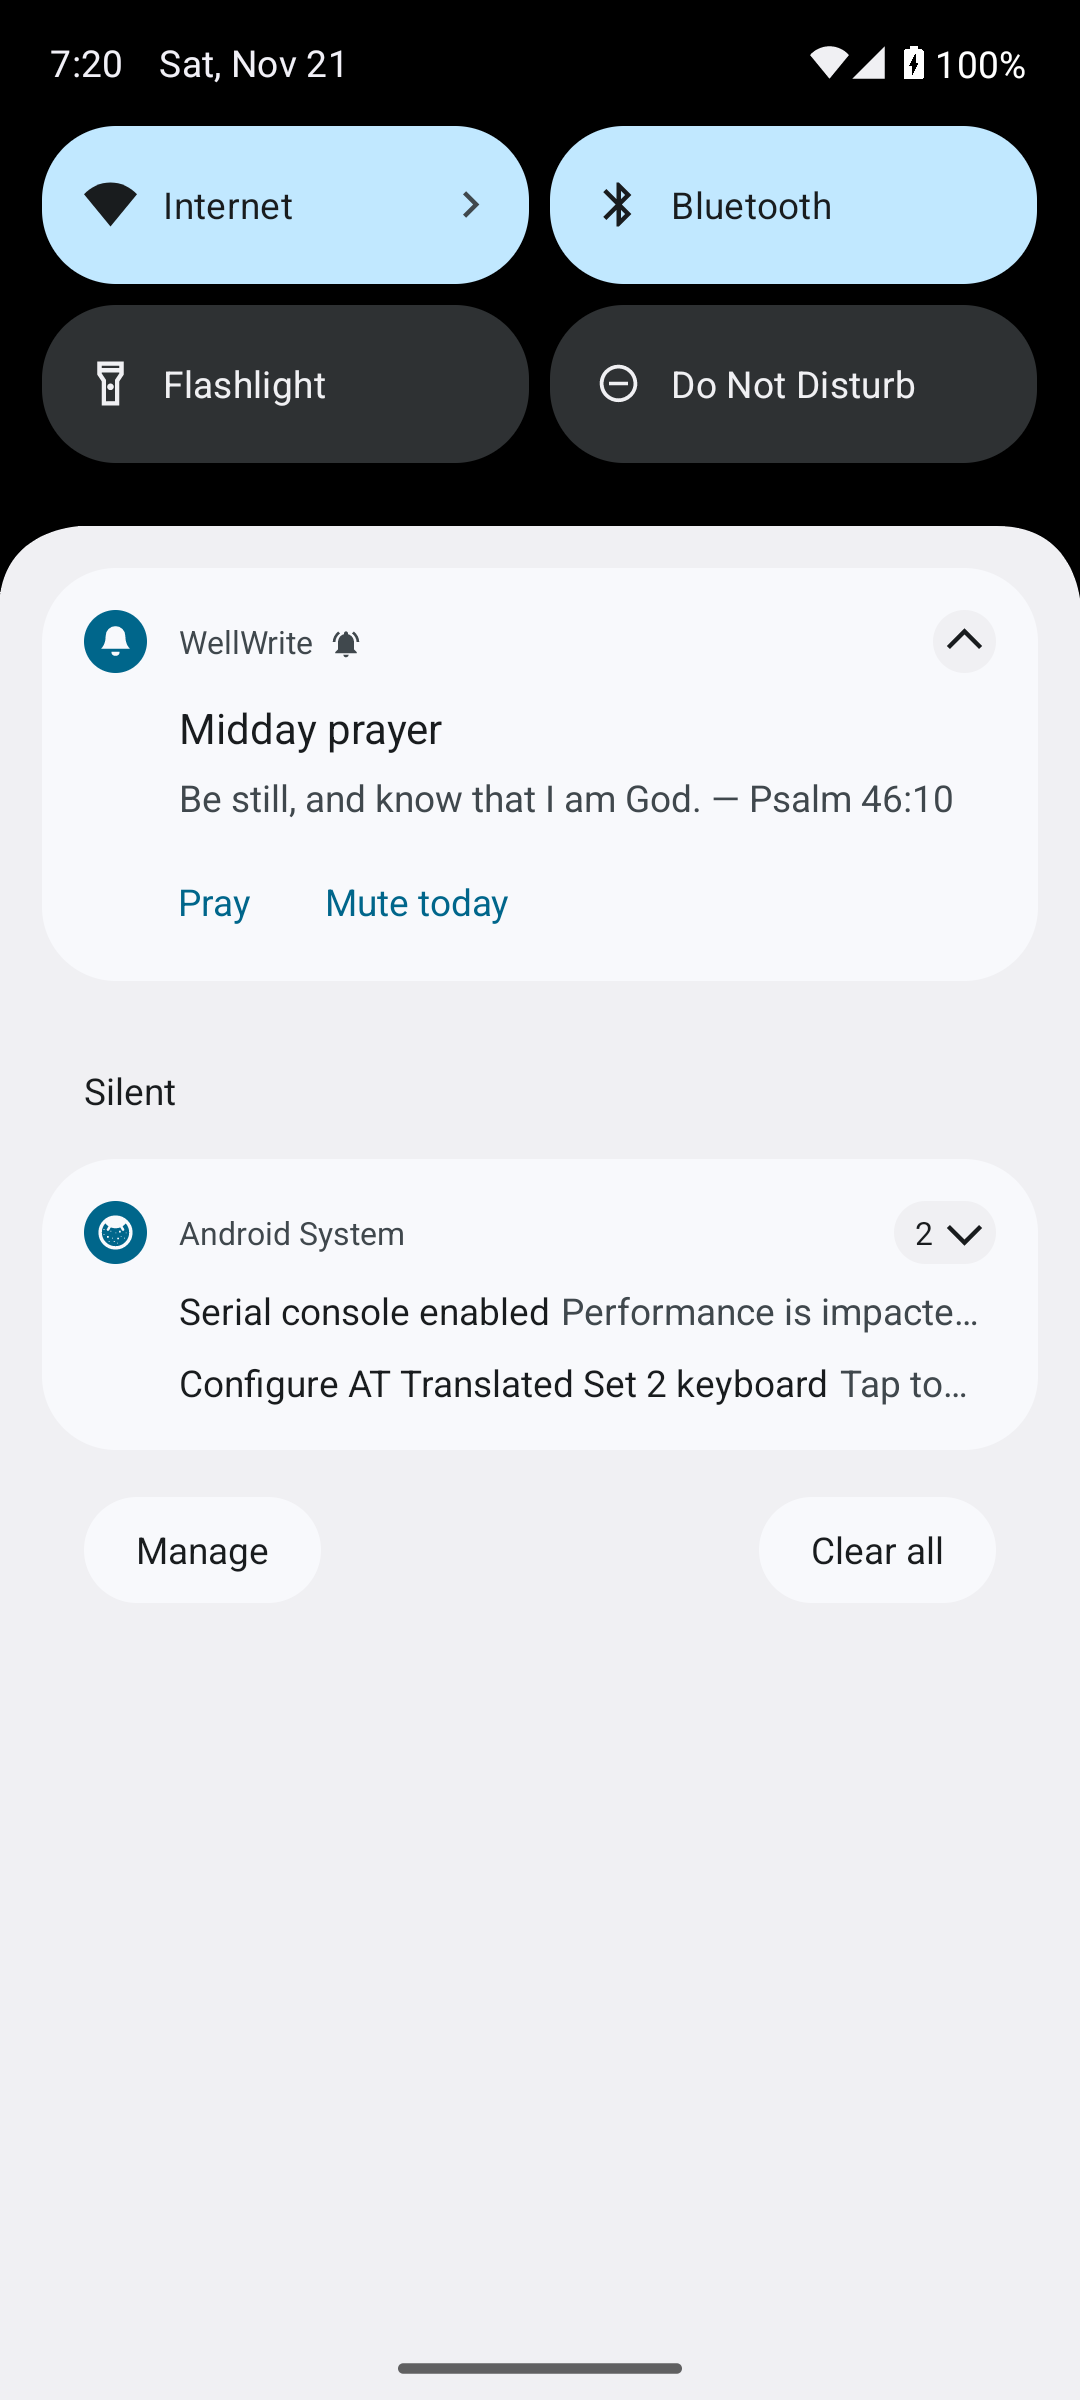 7:20 Sat, Nov 21 100%
Internet
Bluetooth
Flashlight
Do Not Disturb
WellWrite
Midday prayer
Be still, and know that I am God. — Psalm 46:10
Pray Mute today
Silent
Android System 2
Serial console enabled Performance is impacte…
Configure AT Translated Set 2 keyboard Tap to…
Manage Clear all